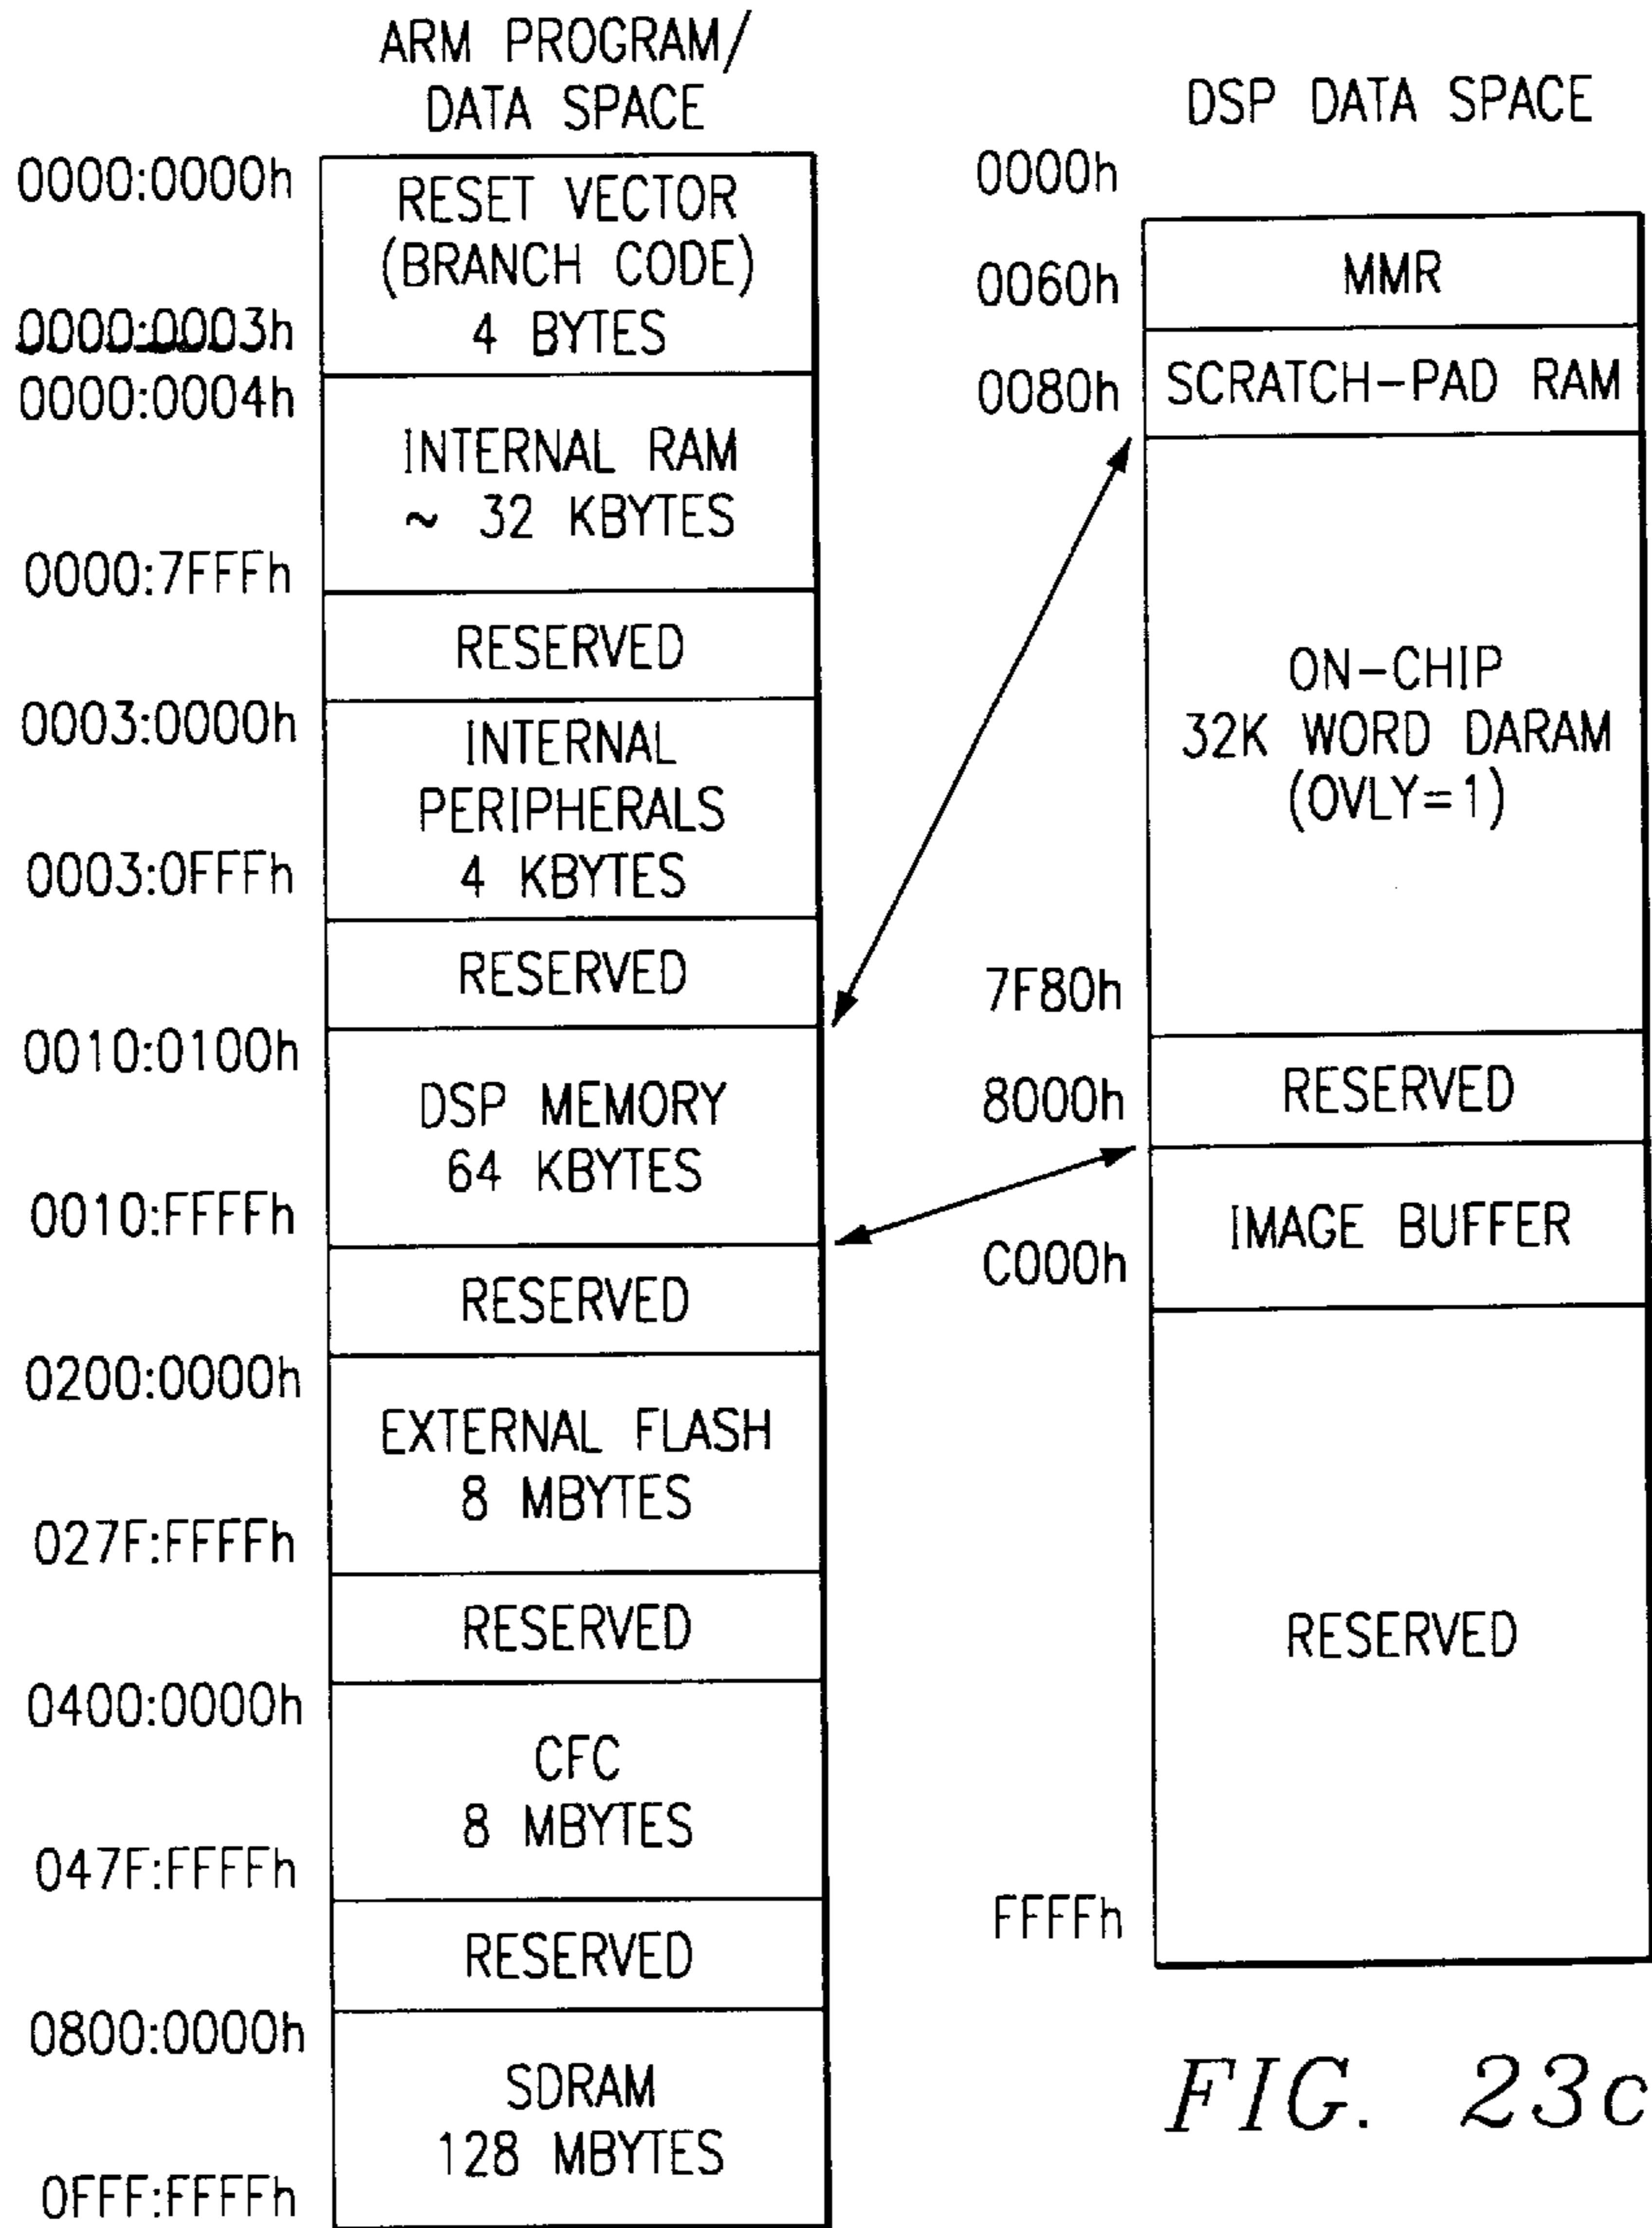 ARM PROGRAM/
DATA SPACE
0000:0000h
RESET VECTOR
(BRANCH CODE)
4 BYTES
0000:0003h
0000:0004h
INTERNAL RAM
~ 32 KBYTES
0000:7FFFh
RESERVED
0003:0000h
INTERNAL
PERIPHERALS
4 KBYTES
0003:0FFFh
RESERVED
0010:0100h
DSP MEMORY
64 KBYTES
0010:FFFFh
RESERVED
0200:0000h
EXTERNAL FLASH
8 MBYTES
027F:FFFFh
RESERVED
0400:0000h
CFC
8 MBYTES
047F:FFFFh
RESERVED
0800:0000h
SDRAM
128 MBYTES
0FFF:FFFFh
DSP DATA SPACE
0000h
MMR
0060h
SCRATCH-PAD RAM
0080h
ON-CHIP
32K WORD DARAM
(OVLY=1)
7F80h
RESERVED
8000h
IMAGE BUFFER
C000h
RESERVED
FFFFh
FIG. 23c